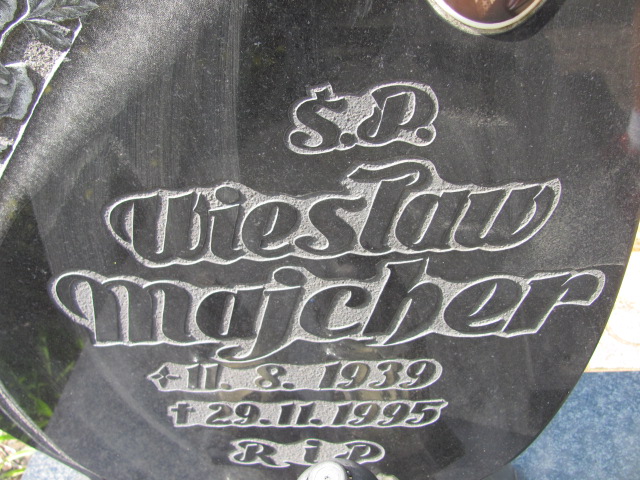 Ś.P.
Wiesław
Majcher
11. 8. 1939
† 29.11.1995
R i P